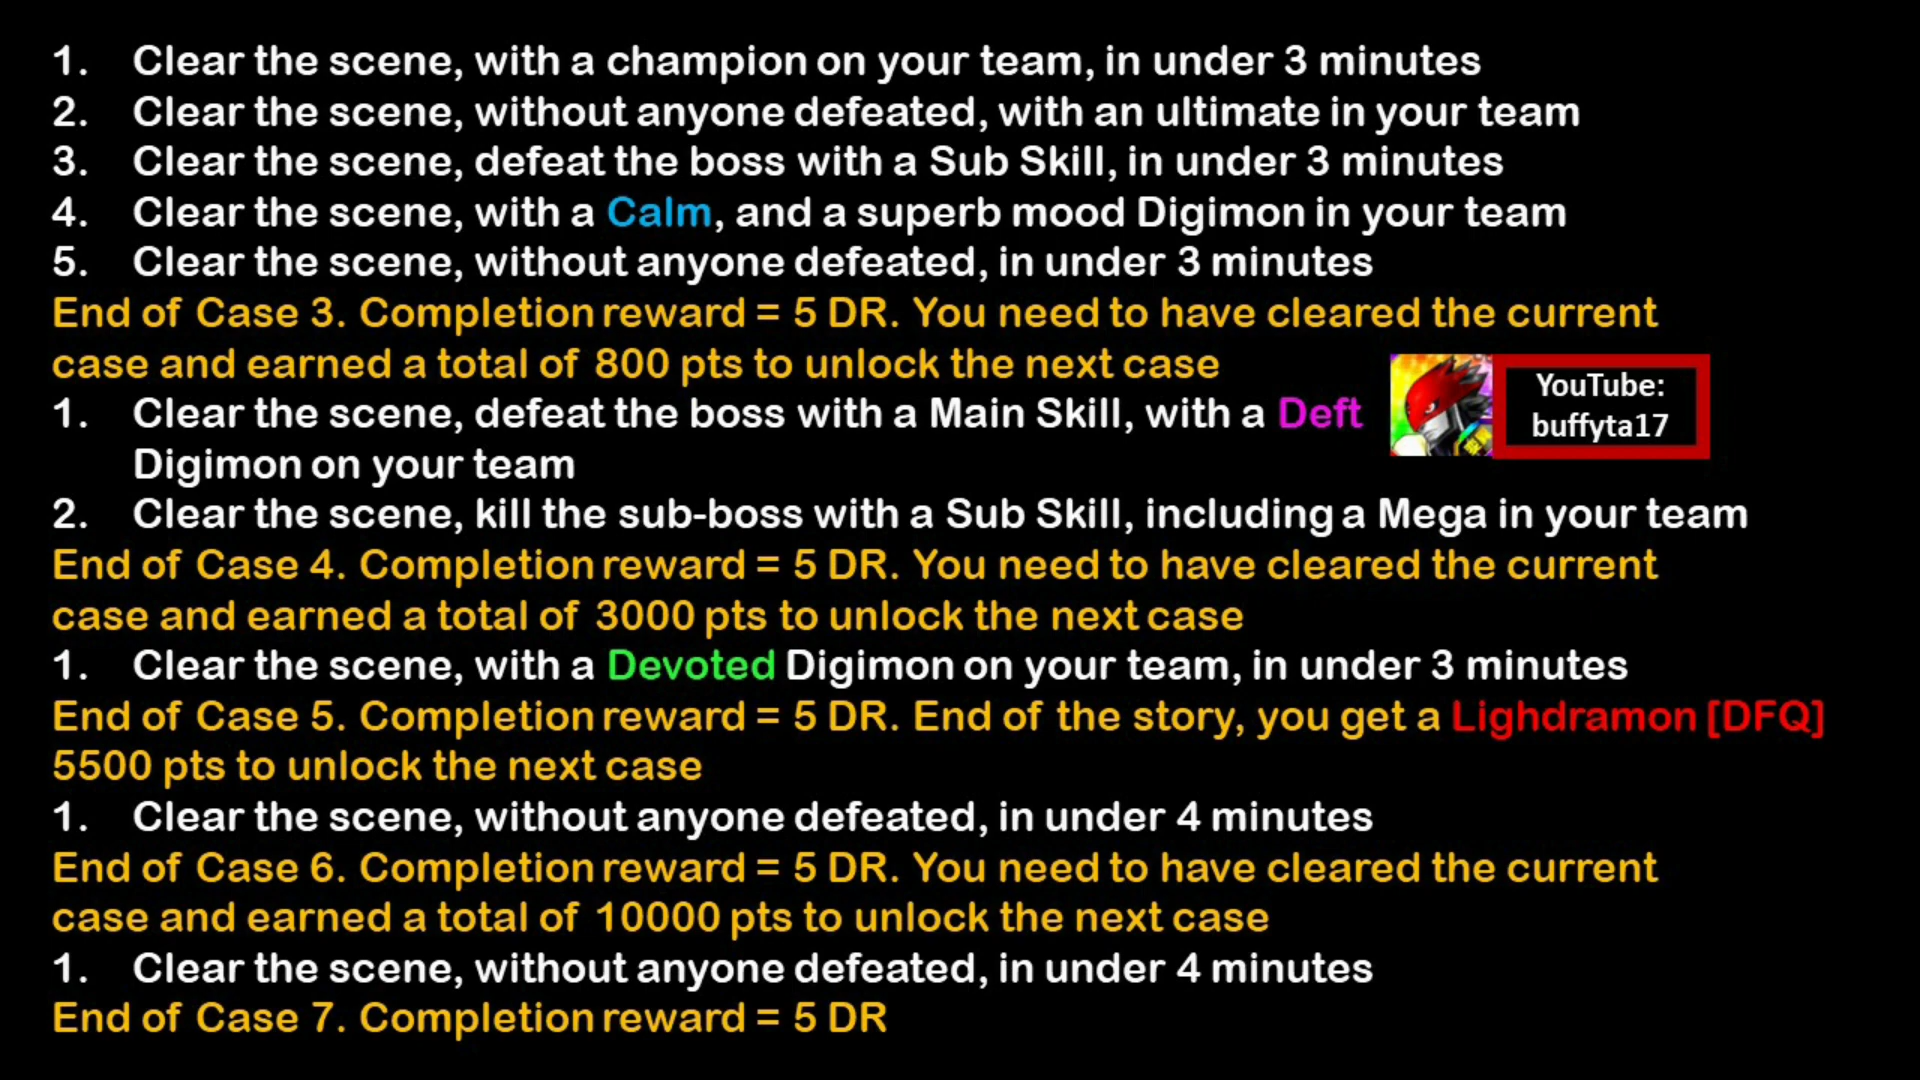 1. Clear the scene, with a champion on your team, in under 3 minutes
2. Clear the scene, without anyone defeated, with an ultimate in your team
3. Clear the scene, defeat the boss with a Sub Skill, in under 3 minutes
4. Clear the scene, with a Calm, and a superb mood Digimon in your team
5. Clear the scene, without anyone defeated, in under 3 minutes
End of Case 3. Completion reward = 5 DR. You need to have cleared the current
case and earned a total of 800 pts to unlock the next case
1. Clear the scene, defeat the boss with a Main Skill, with a Deft
Digimon on your team
YouTube:
buffyta17
2. Clear the scene, kill the sub-boss with a Sub Skill, including a Mega in your team
End of Case 4. Completion reward = 5 DR. You need to have cleared the current
case and earned a total of 3000 pts to unlock the next case
1. Clear the scene, with a Devoted Digimon on your team, in under 3 minutes
End of Case 5. Completion reward = 5 DR. End of the story, you get a Lighdramon [DFQ]
5500 pts to unlock the next case
1. Clear the scene, without anyone defeated, in under 4 minutes
End of Case 6. Completion reward = 5 DR. You need to have cleared the current
case and earned a total of 10000 pts to unlock the next case
1. Clear the scene, without anyone defeated, in under 4 minutes
End of Case 7. Completion reward = 5 DR